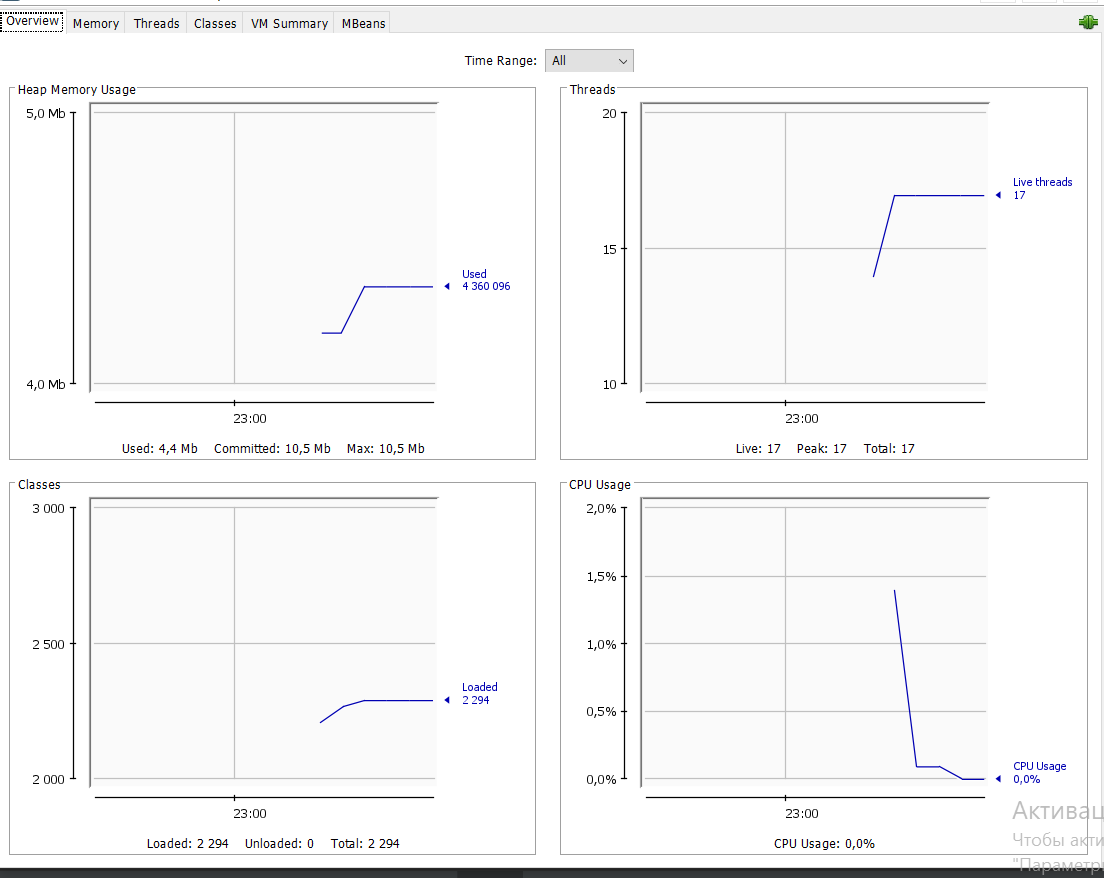 Overview Memory Threads Classes VM Summary MBeans
Time Range: All
Heap Memory Usage
5,0 Mb
4,0 Mb
Used
4 360 096
23:00
Used: 4,4 Mb Committed: 10,5 Mb Max: 10,5 Mb
Threads
20
15
10
Live threads
17
23:00
Live: 17 Peak: 17 Total: 17
Classes
3 000
2 500
2 000
Loaded
2 294
23:00
Loaded: 2 294 Unloaded: 0 Total: 2 294
CPU Usage
2,0%
1,5%
1,0%
0,5%
0,0%
CPU Usage
0,0%
23:00
CPU Usage: 0,0%
Активац
Чтобы акти
"Параметры